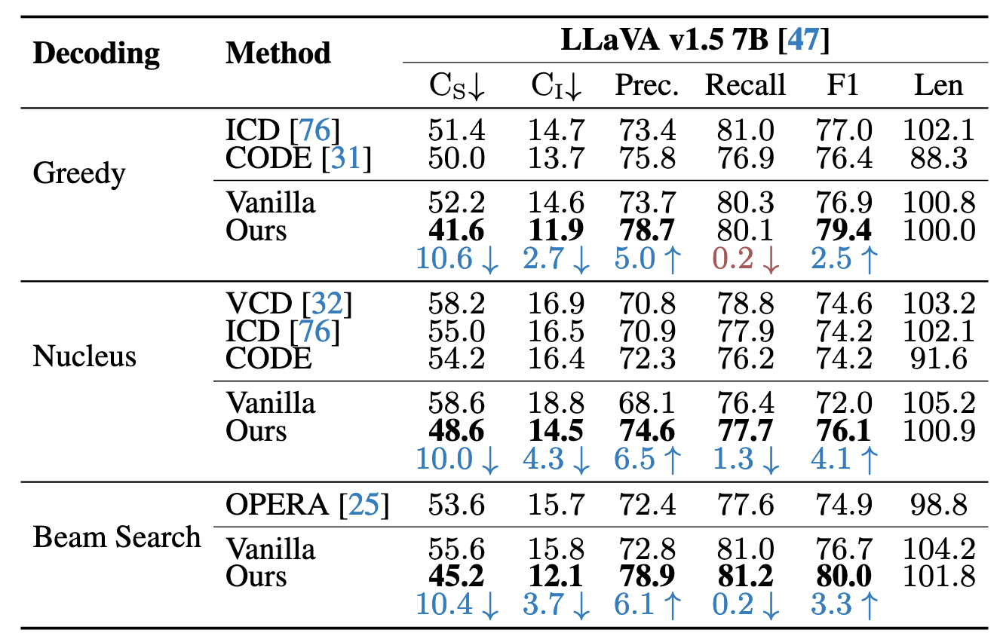 Decoding Method LLaVA v1.5 7B [47]
C_S↓ C_I↓ Prec. Recall F1 Len
Greedy
ICD [76] 51.4 14.7 73.4 81.0 77.0 102.1
CODE [31] 50.0 13.7 75.8 76.9 76.4 88.3
Vanilla 52.2 14.6 73.7 80.3 76.9 100.8
Ours 41.6 11.9 78.7 80.1 79.4 100.0
10.6 ↓ 2.7 ↓ 5.0 ↑ 0.2 ↓ 2.5 ↑
Nucleus
VCD [32] 58.2 16.9 70.8 78.8 74.6 103.2
ICD [76] 55.0 16.5 70.9 77.9 74.2 102.1
CODE 54.2 16.4 72.3 76.2 74.2 91.6
Vanilla 58.6 18.8 68.1 76.4 72.0 105.2
Ours 48.6 14.5 74.6 77.7 76.1 100.9
10.0 ↓ 4.3 ↓ 6.5 ↑ 1.3 ↓ 4.1 ↑
Beam Search
OPERA [25] 53.6 15.7 72.4 77.6 74.9 98.8
Vanilla 55.6 15.8 72.8 81.0 76.7 104.2
Ours 45.2 12.1 78.9 81.2 80.0 101.8
10.4 ↓ 3.7 ↓ 6.1 ↑ 0.2 ↓ 3.3 ↑